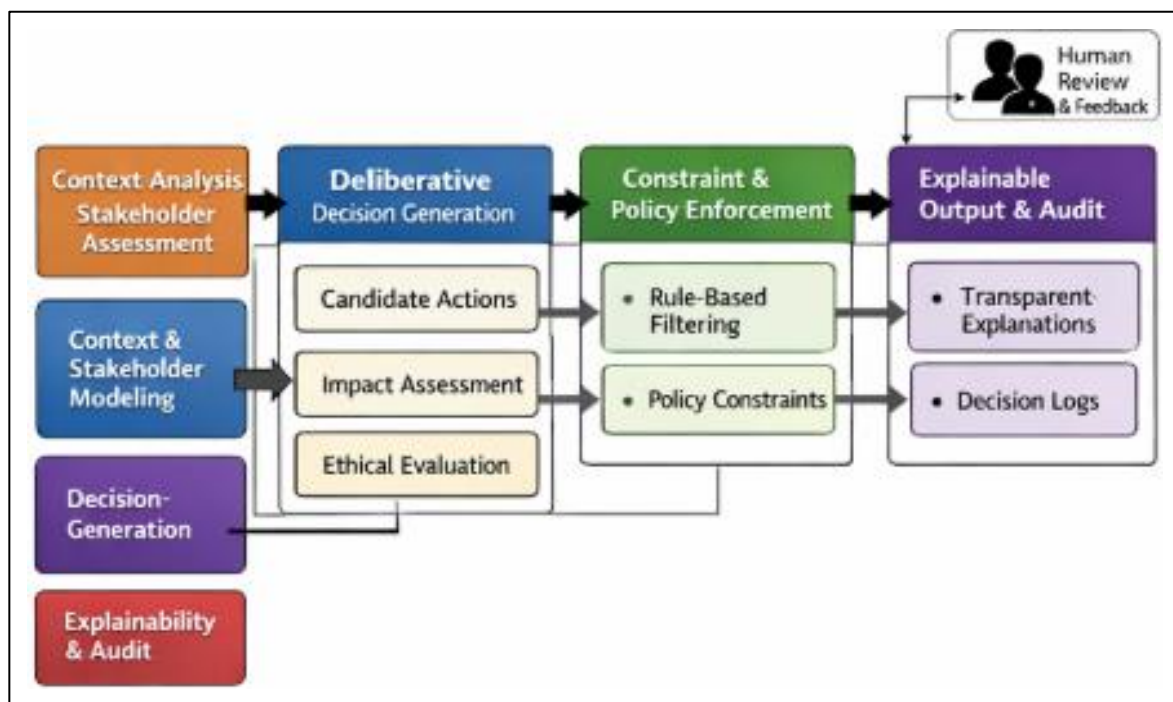 Human
Review
& Feedback
Context Analysis
Stakeholder
Assessment
Deliberative
Decision Generation
Constraint &
Policy Enforcement
Explainable
Output & Audit
Context &
Stakeholder
Modeling
Candidate Actions
Impact Assessment
Ethical Evaluation
• Rule-Based
Filtering
• Policy Constraints
• Transparent
Explanations
• Decision Logs
Decision-
Generation
Explainability
& Audit